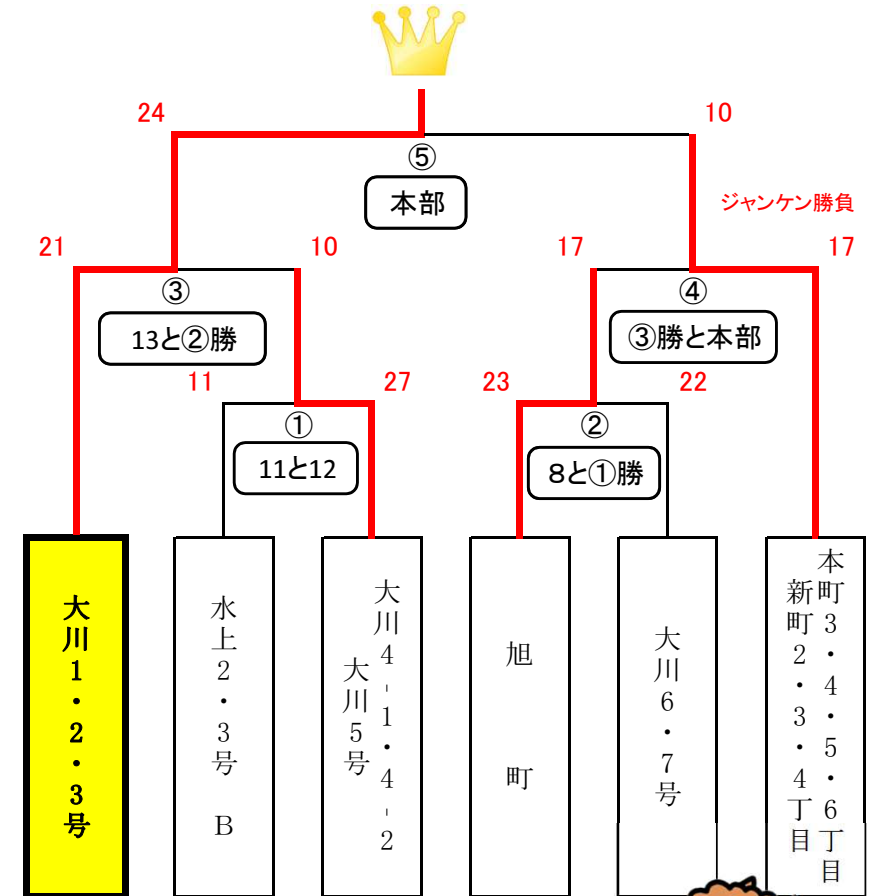 24
10
⑤
本部
ジャンケン勝負
21
10
17
17
③
13と②勝
④
③勝と本部
11
27
23
22
①
11と12
②
8と①勝
大川1・2・3号
水上2・3号 B
大川4-1・4-2
大川5号
旭町
大川6・7号
本町3・4・5・6丁目
新町2・3・4丁目